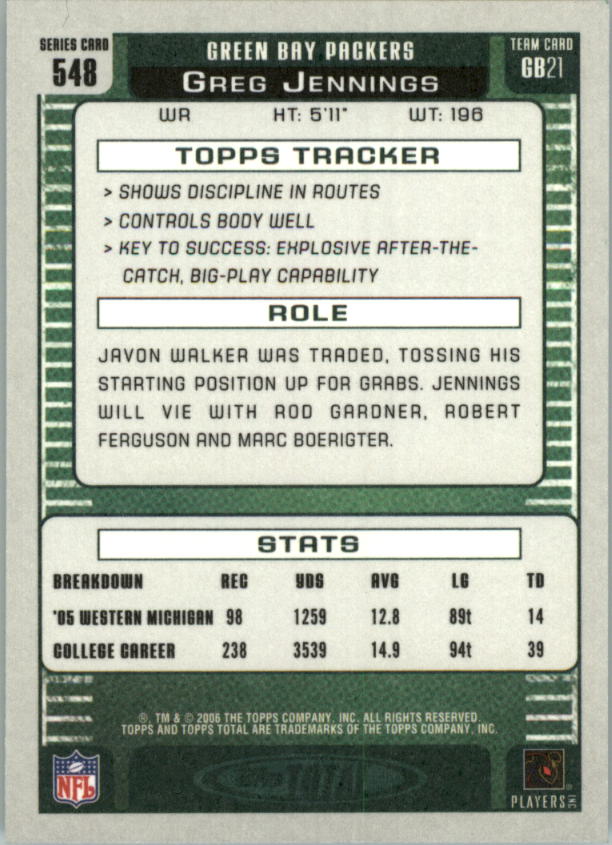 SERIES CARD
548
GREEN BAY PACKERS
GREG JENNINGS
TEAM CARD
GB21
WR HT: 5'11" WT: 196
TOPPS TRACKER
> SHOWS DISCIPLINE IN ROUTES
> CONTROLS BODY WELL
> KEY TO SUCCESS: EXPLOSIVE AFTER-THE-
CATCH, BIG-PLAY CAPABILITY
ROLE
JAVON WALKER WAS TRADED, TOSSING HIS
STARTING POSITION UP FOR GRABS. JENNINGS
WILL VIE WITH ROD GARDNER, ROBERT
FERGUSON AND MARC BOERIGTER.
STATS
BREAKDOWN REC YDS AVG LG TD
'05 WESTERN MICHIGAN 98 1259 12.8 89t 14
COLLEGE CAREER 238 3539 14.9 94t 39
®, TM & © 2006 THE TOPPS COMPANY, INC. ALL RIGHTS RESERVED.
TOPPS AND TOPPS TOTAL ARE TRADEMARKS OF THE TOPPS COMPANY, INC.
NFL
TOTAL
PLAYERS INC